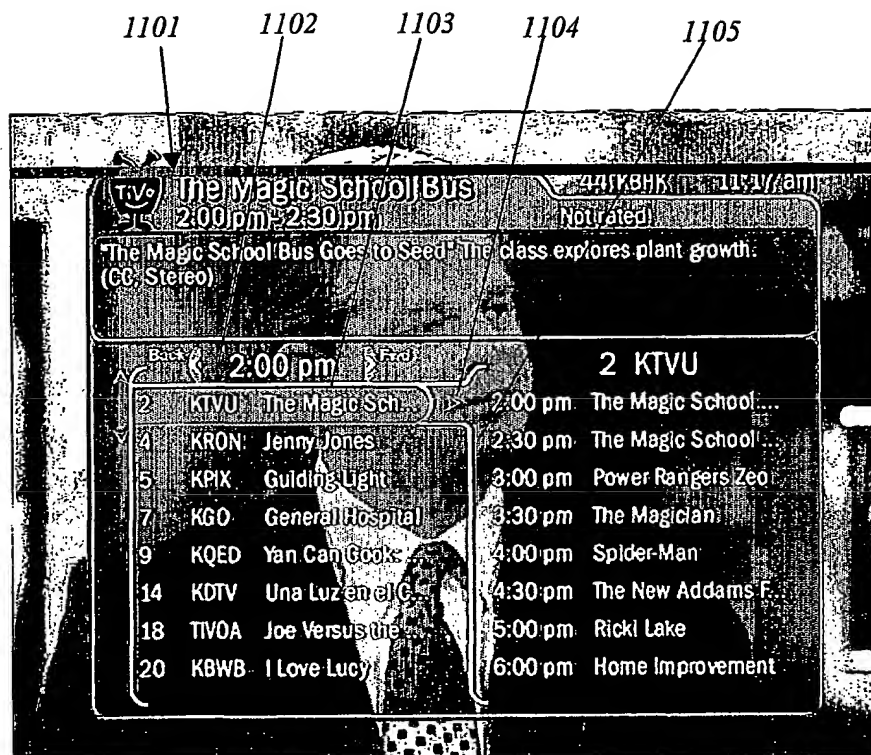 1101 1102 1103 1104 1105
TiVo The Magic School Bus 44 KBHK 11:17 am
2:00 pm - 2:30 pm Not rated
"The Magic School Bus Goes to Seed" The class explores plant growth.
(CC, Stereo)
Back 2:00 pm Fwd 2 KTVU
2 KTVU The Magic Sch... 2:00 pm The Magic School....
4 KRON Jenny Jones 2:30 pm The Magic School ...
5 KPIX Guiding Light 3:00 pm Power Rangers Zeo
7 KGO General Hospital 3:30 pm The Magician
9 KQED Yan Can Cook: 4:00 pm Spider-Man
14 KDTV Una Luz en el C... 4:30 pm The New Addams F...
18 TIVOA Joe Versus the 5:00 pm Ricki Lake
20 KBWB I Love Lucy 6:00 pm Home Improvement